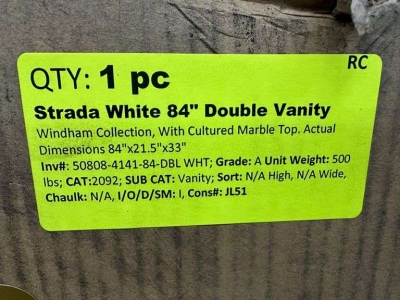 RC
QTY: 1 pc
Strada White 84" Double Vanity
Windham Collection, With Cultured Marble Top. Actual
Dimensions 84"x21.5"x33"
Inv#: 50808-4141-84-DBL WHT; Grade: A Unit Weight: 500
lbs; CAT:2092; SUB CAT: Vanity; Sort: N/A High, N/A Wide,
Chaulk: N/A, I/O/D/SM: I, Cons#: JL51